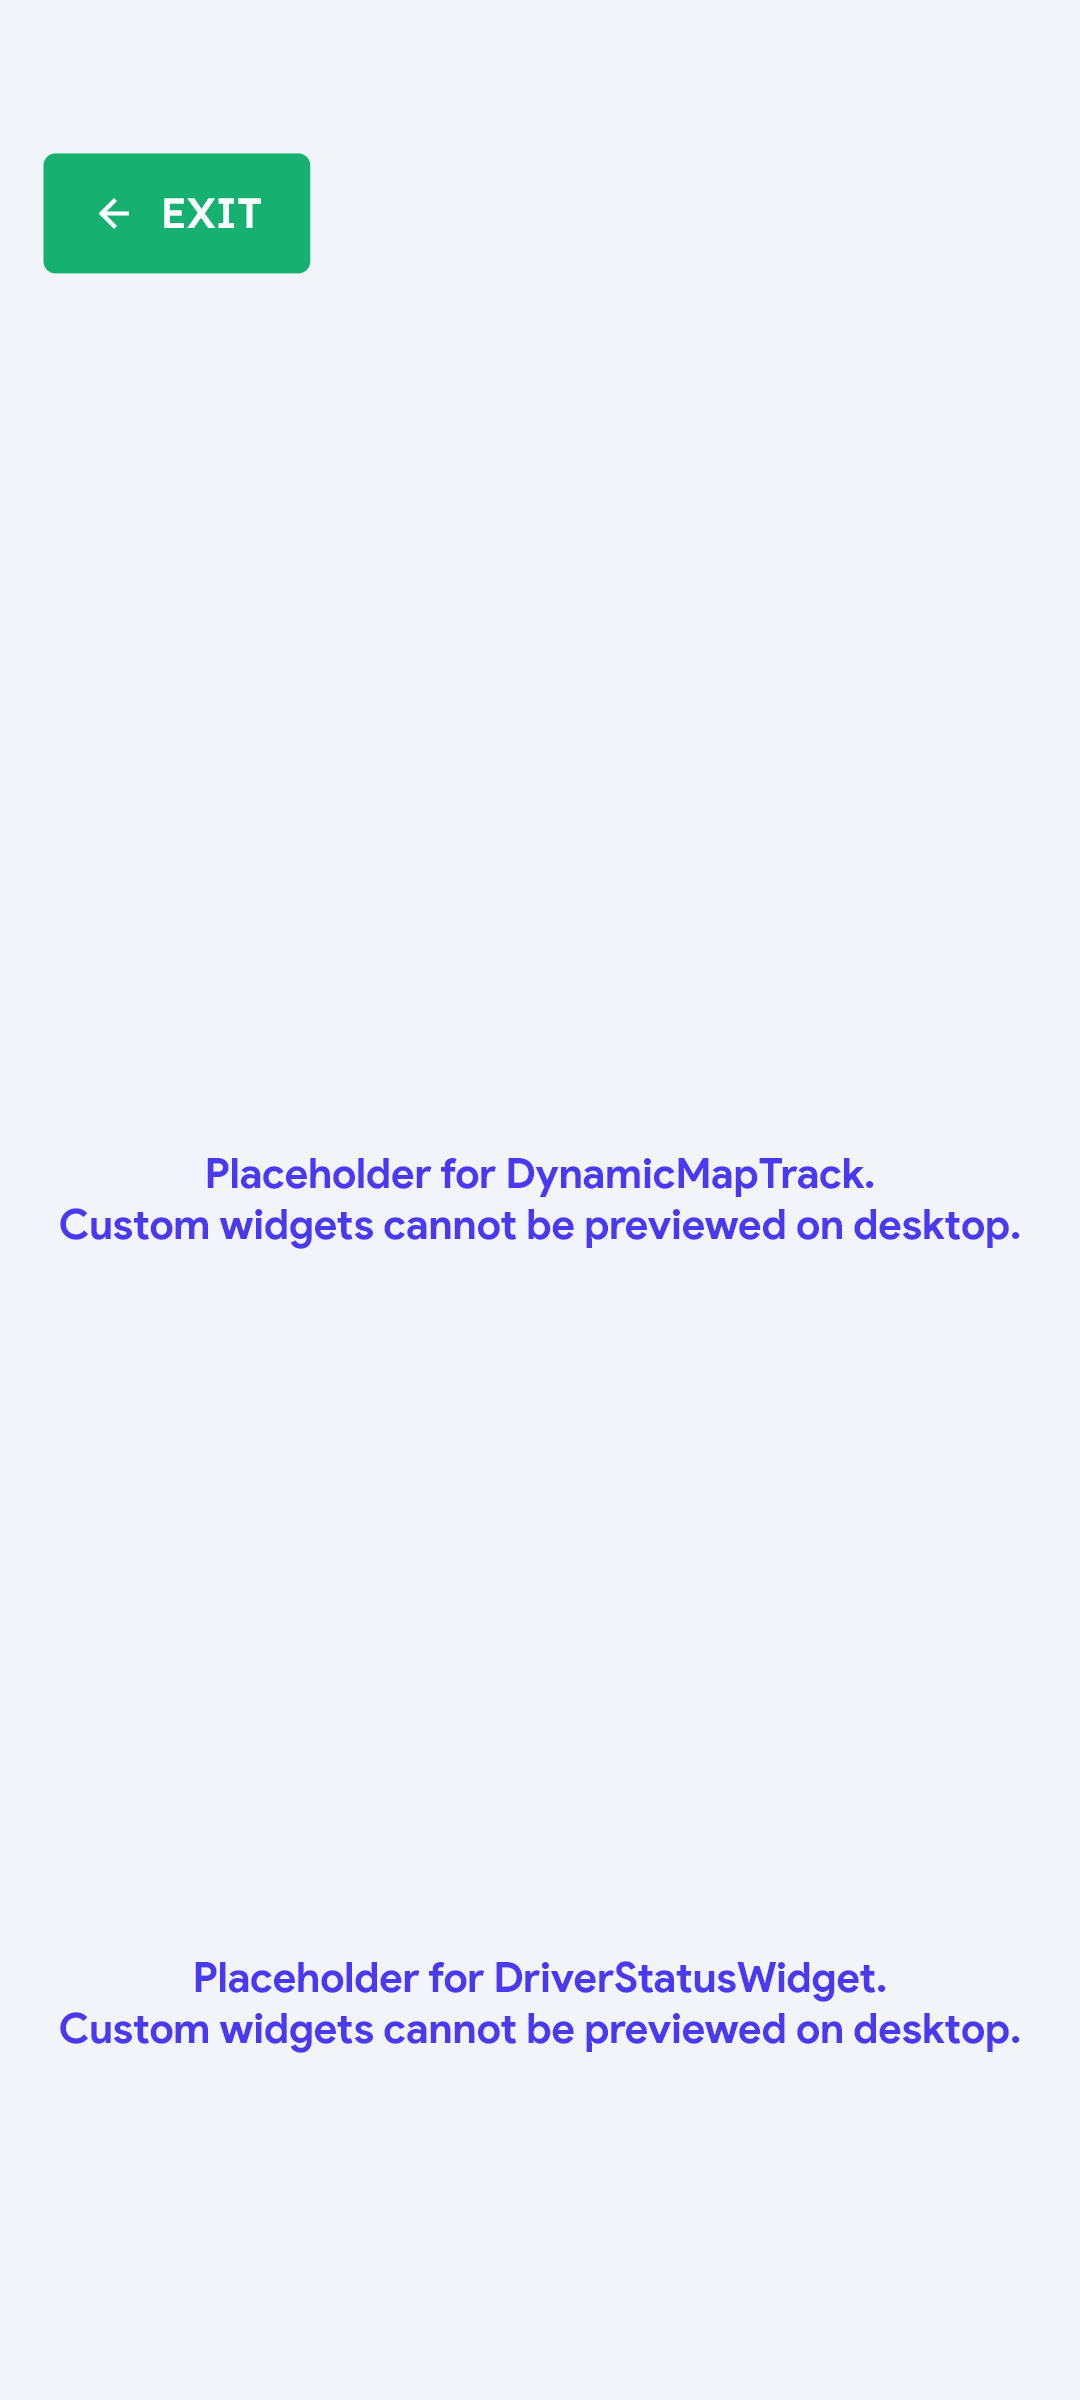 EXIT
Placeholder for DynamicMapTrack.
Custom widgets cannot be previewed on desktop.
Placeholder for DriverStatusWidget.
Custom widgets cannot be previewed on desktop.